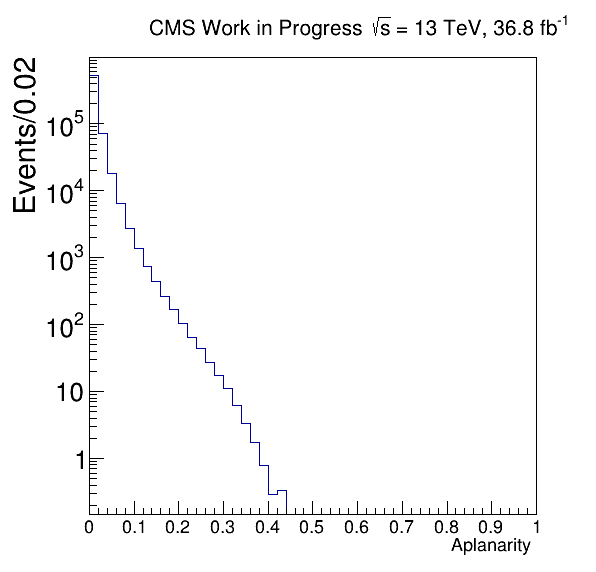 CMS Work in Progress √s = 13 TeV, 36.8 fb⁻¹
Events/0.02
10⁵
10⁴
10³
10²
10
1
0 0.1 0.2 0.3 0.4 0.5 0.6 0.7 0.8 0.9 1
Aplanarity